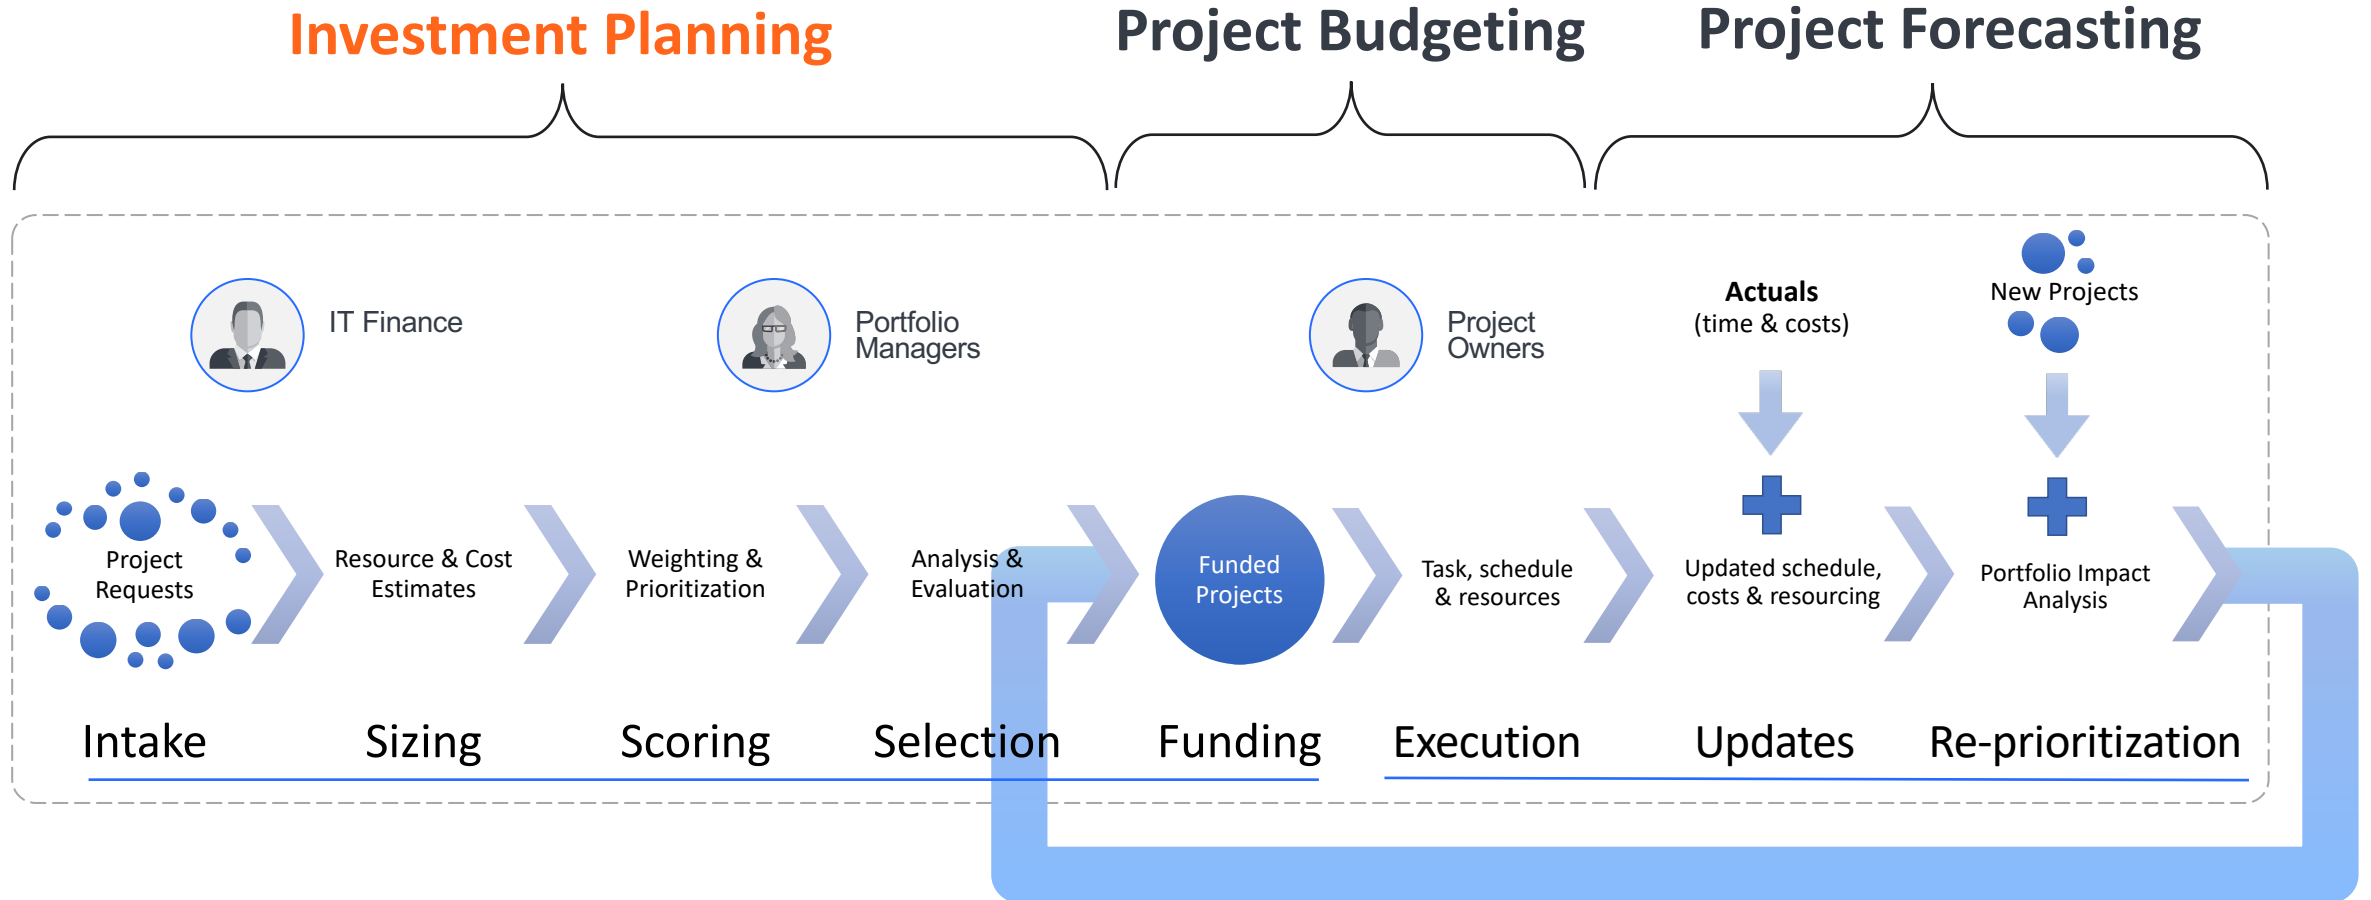 Investment Planning
Project Budgeting
Project Forecasting
IT Finance
Portfolio
Managers
Project
Owners
Actuals
(time & costs)
New Projects
Project
Requests
Resource & Cost
Estimates
Weighting &
Prioritization
Analysis &
Evaluation
Funded
Projects
Task, schedule
& resources
Updated schedule,
costs & resourcing
Portfolio Impact
Analysis
Intake
Sizing
Scoring
Selection
Funding
Execution
Updates
Re-prioritization